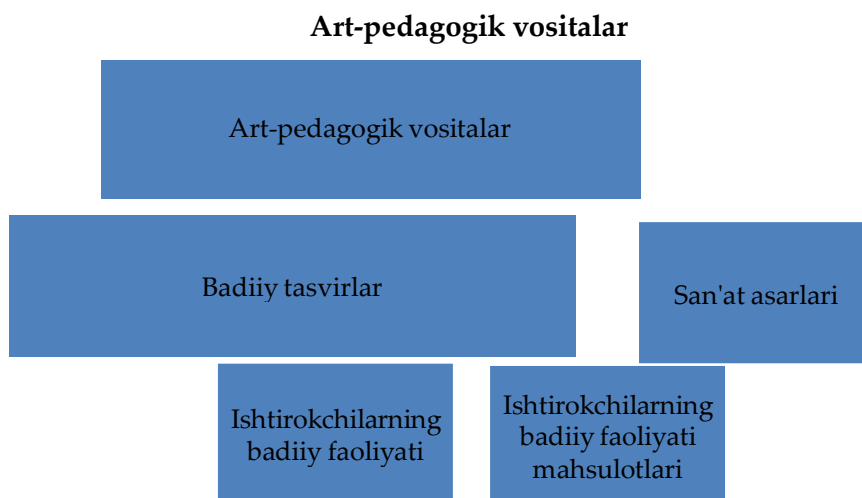 Art-pedagogik vositalar
Art-pedagogik vositalar
Badiiy tasvirlar
San'at asarlari
Ishtirokchilarning
badiiy faoliyati
Ishtirokchilarning
badiiy faoliyati
mahsulotlari